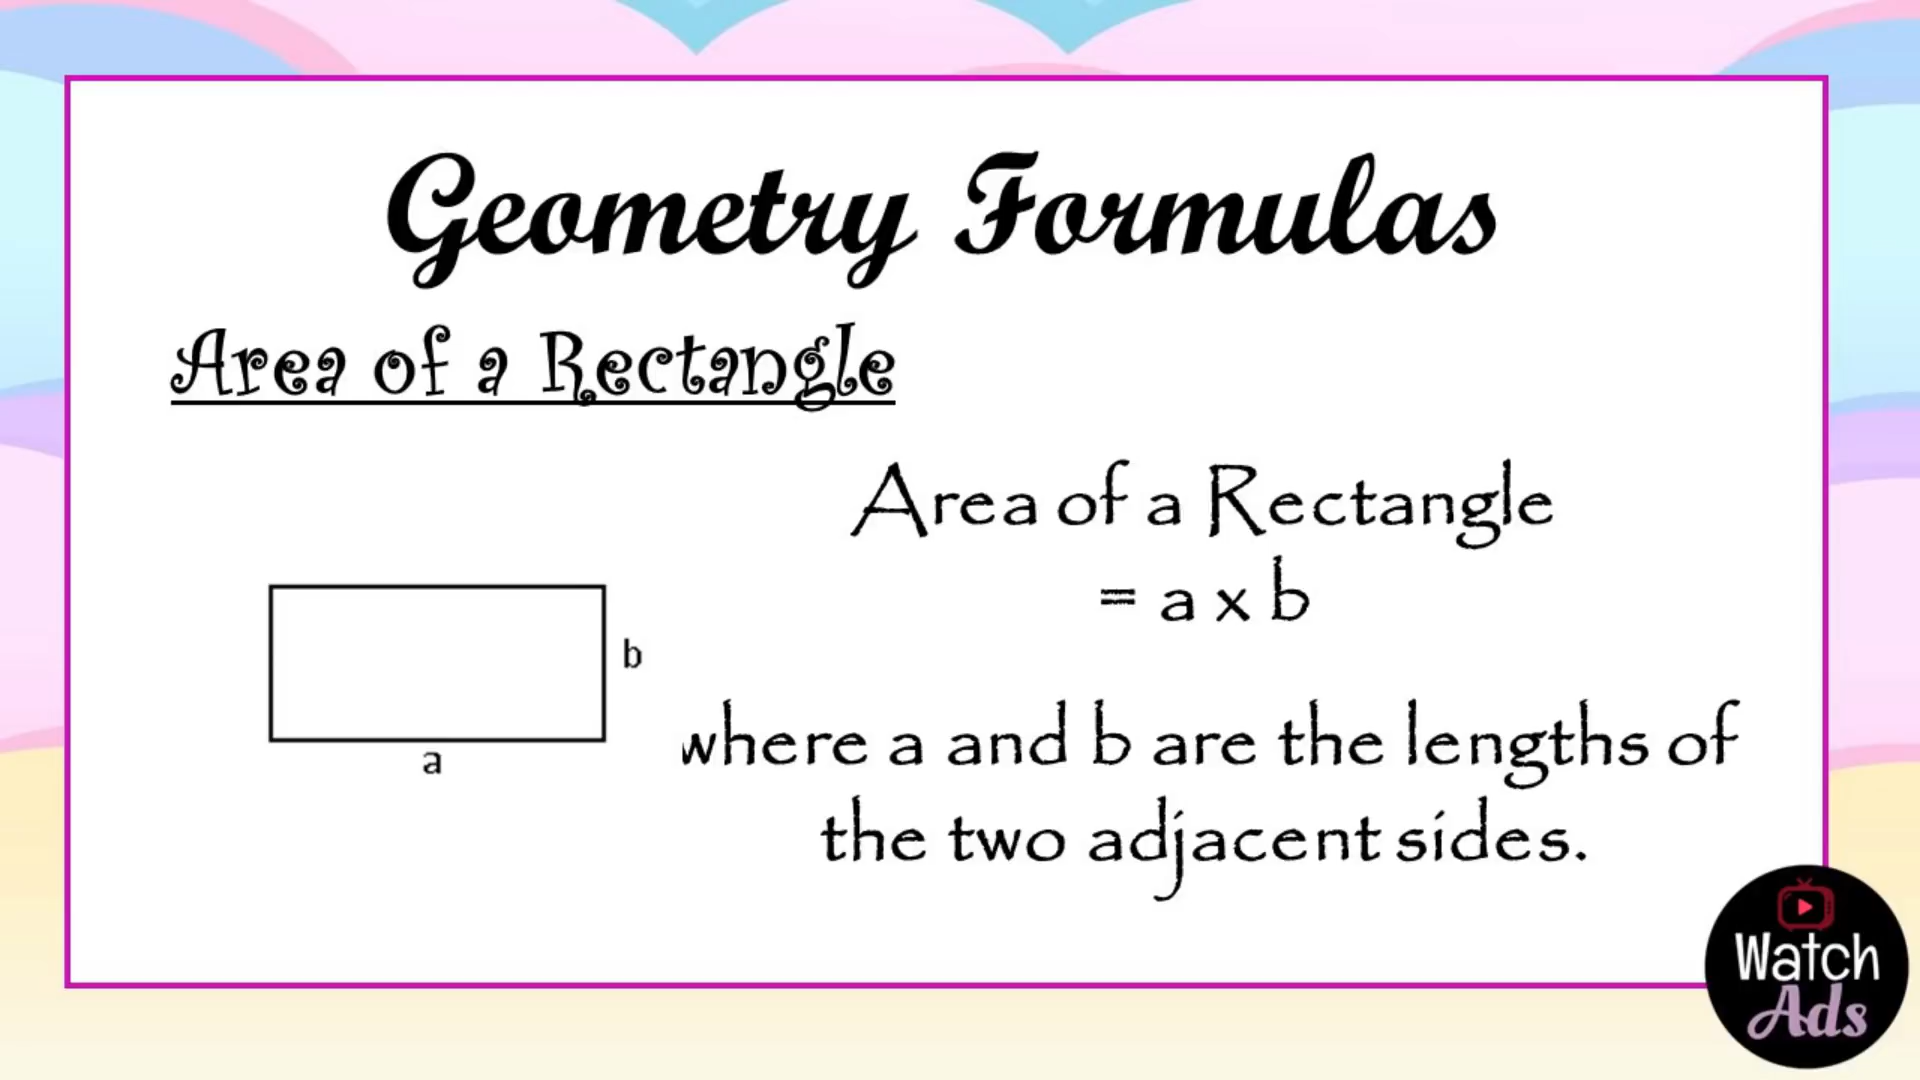 Geometry Formulas
Area of a Rectangle
Area of a Rectangle
= a x b
b
a
where a and b are the lengths of
the two adjacent sides.
Watch
Ads